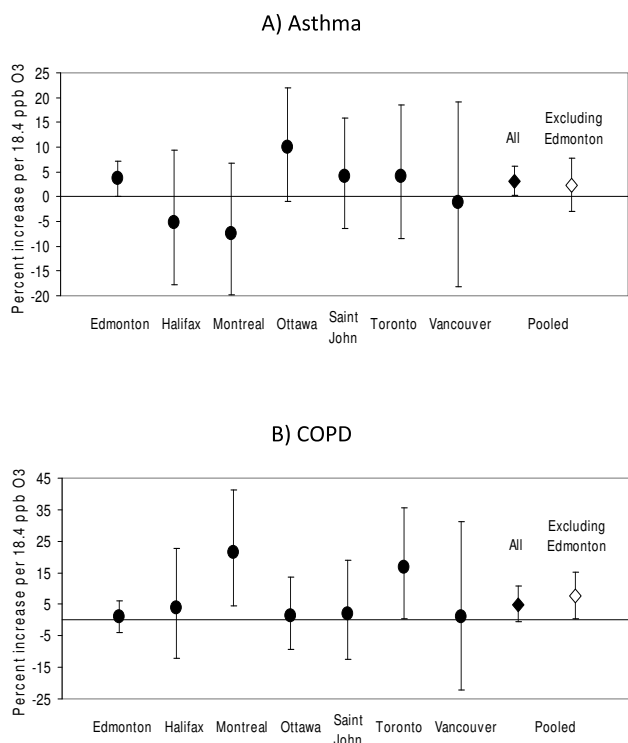 A) Asthma
Percent increase per 18.4 ppb O3
25
20
15
10
5
0
-5
-10
-15
-20
All
Excluding
Edmonton
Edmonton Halifax Montreal Ottawa Saint John Toronto Vancouver Pooled
B) COPD
Percent increase per 18.4 ppb O3
45
35
25
15
5
-5
-15
-25
All
Excluding
Edmonton
Edmonton Halifax Montreal Ottawa Saint John Toronto Vancouver Pooled